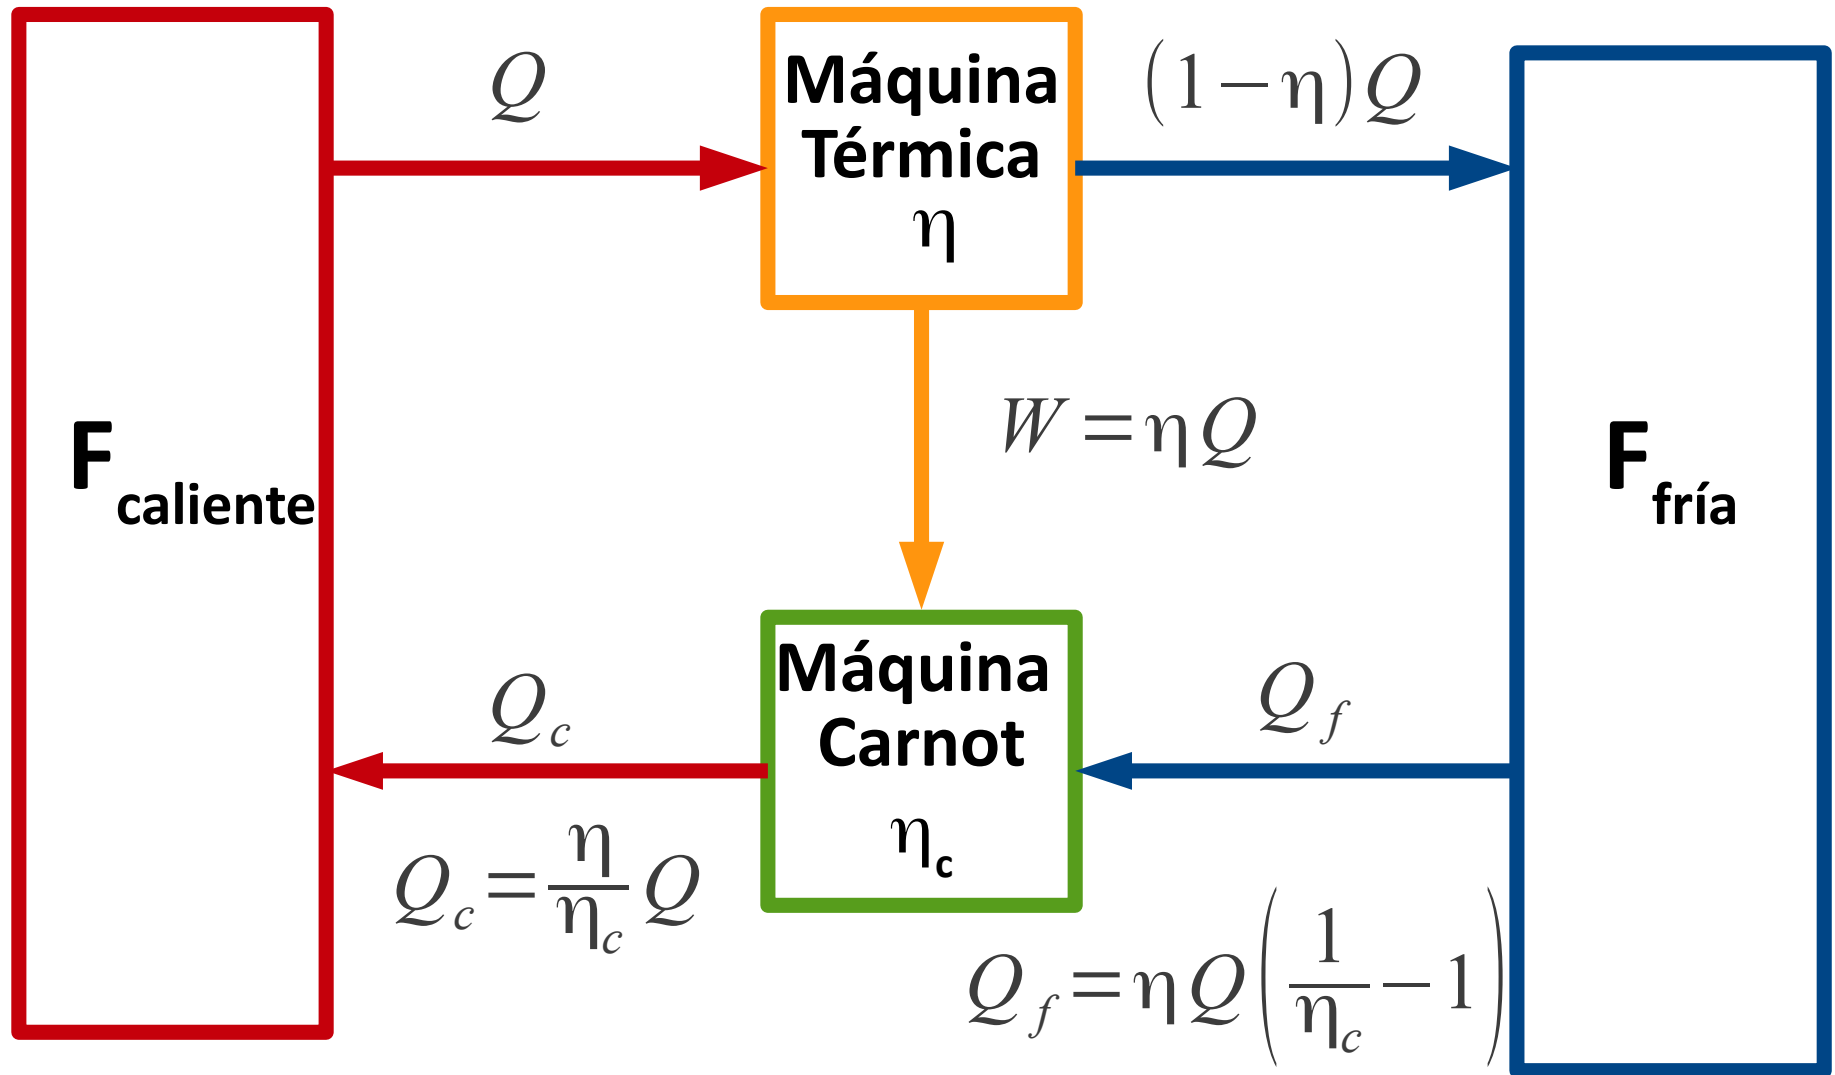 Q
Máquina
Térmica
η
(1−η)Q
F caliente
W=ηQ
F fría
Máquina
Carnot
η_c
Q_c
Q_f
Q_c=η/η_c Q
Q_f=ηQ(1/η_c −1)